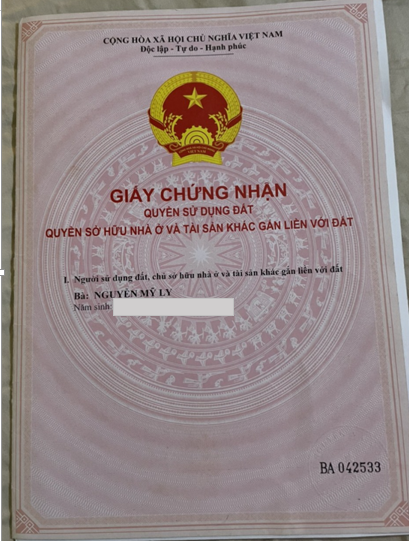 CỘNG HÒA XÃ HỘI CHỦ NGHĨA VIỆT NAM
Độc lập - Tự do - Hạnh phúc
VIỆT NAM
GIẤY CHỨNG NHẬN
QUYỀN SỬ DỤNG ĐẤT
QUYỀN SỞ HỮU NHÀ Ở VÀ TÀI SẢN KHÁC GẮN LIỀN VỚI ĐẤT
I. Người sử dụng đất, chủ sở hữu nhà ở và tài sản khác gắn liền với đất
Bà: NGUYỄN MỸ LY
Năm sinh:
BA 042533